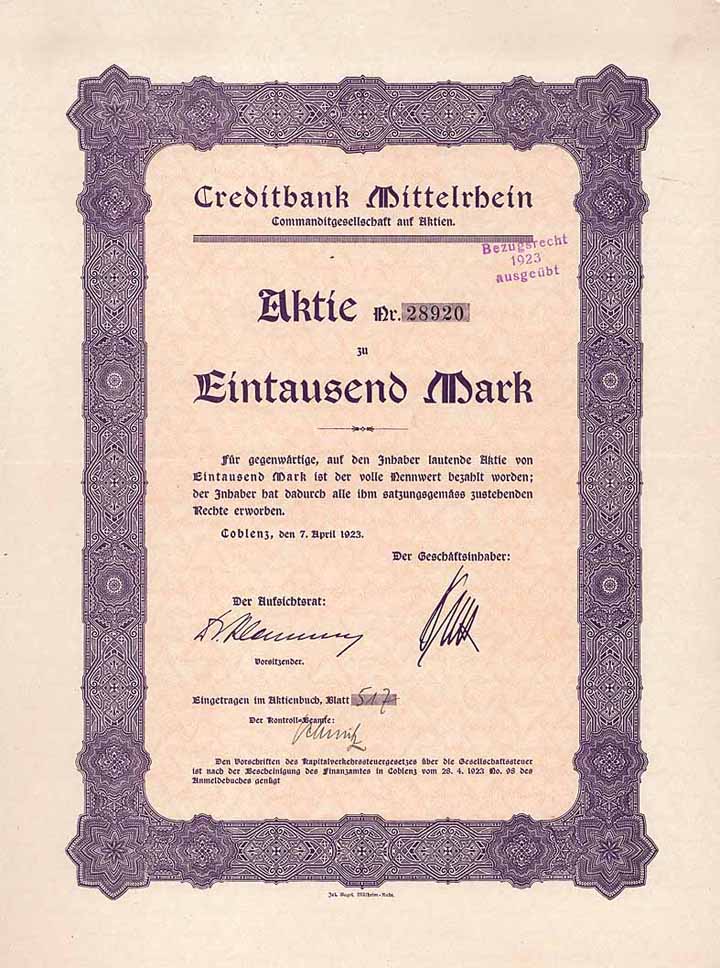 Creditbank Mittelrhein
Commanditgesellschaft auf Aktien.
Bezugsrecht
1923
ausgeübt
Aktie Nr. 28920
zu
Eintausend Mark
Für gegenwärtige, auf den Inhaber lautende Aktie von
Eintausend Mark ist der volle Nennwert bezahlt worden;
der Inhaber hat dadurch alle ihm satzungsgemäss zustehenden
Rechte erworben.
Coblenz, den 7. April 1923.
Der Geschäftsinhaber:
Der Aufsichtsrat:
Vorsitzender.
Eingetragen im Aktienbuch, Blatt 517
Der Kontroll-Beamte:
Schmitz
Den Vorschriften des Kapitalverkehrssteuergesetzes über die Gesellschaftssteuer
ist nach der Bescheinigung des Finanzamtes in Coblenz vom 28. 4. 1923 No. 98 des
Anmeldebuches genügt
Mülheim-Ruhr.